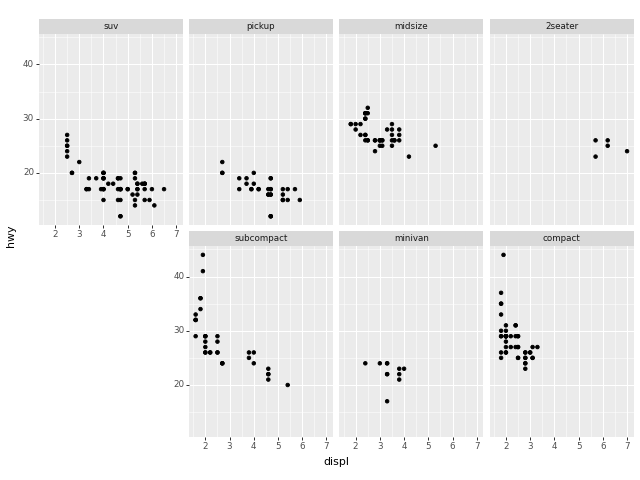 suv pickup midsize 2seater
40
30
20
2 3 4 5 6 7
subcompact minivan compact
40
30
20
2 3 4 5 6 7 2 3 4 5 6 7 2 3 4 5 6 7
hwy
displ